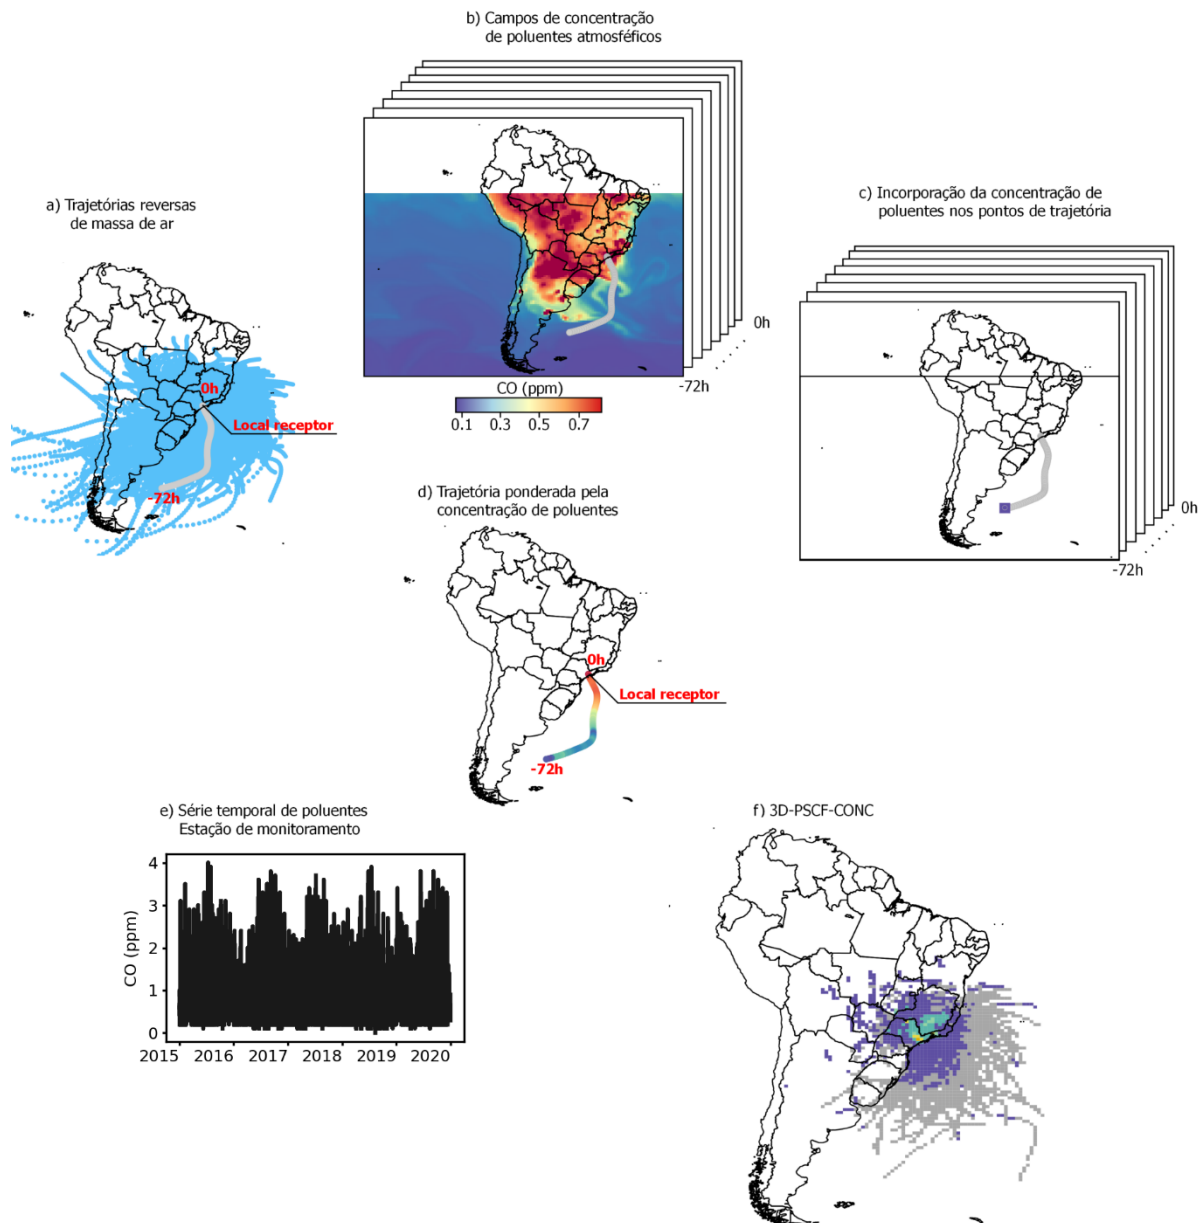 b) Campos de concentração
de poluentes atmosféficos
a) Trajetórias reversas
de massa de ar
0h
Local receptor
-72h
CO (ppm)
0.1 0.3 0.5 0.7
-72h
0h
c) Incorporação da concentração de
poluentes nos pontos de trajetória
0h
-72h
d) Trajetória ponderada pela
concentração de poluentes
0h
Local receptor
-72h
e) Série temporal de poluentes
Estação de monitoramento
CO (ppm)
4
3
2
1
0
2015 2016 2017 2018 2019 2020
f) 3D-PSCF-CONC